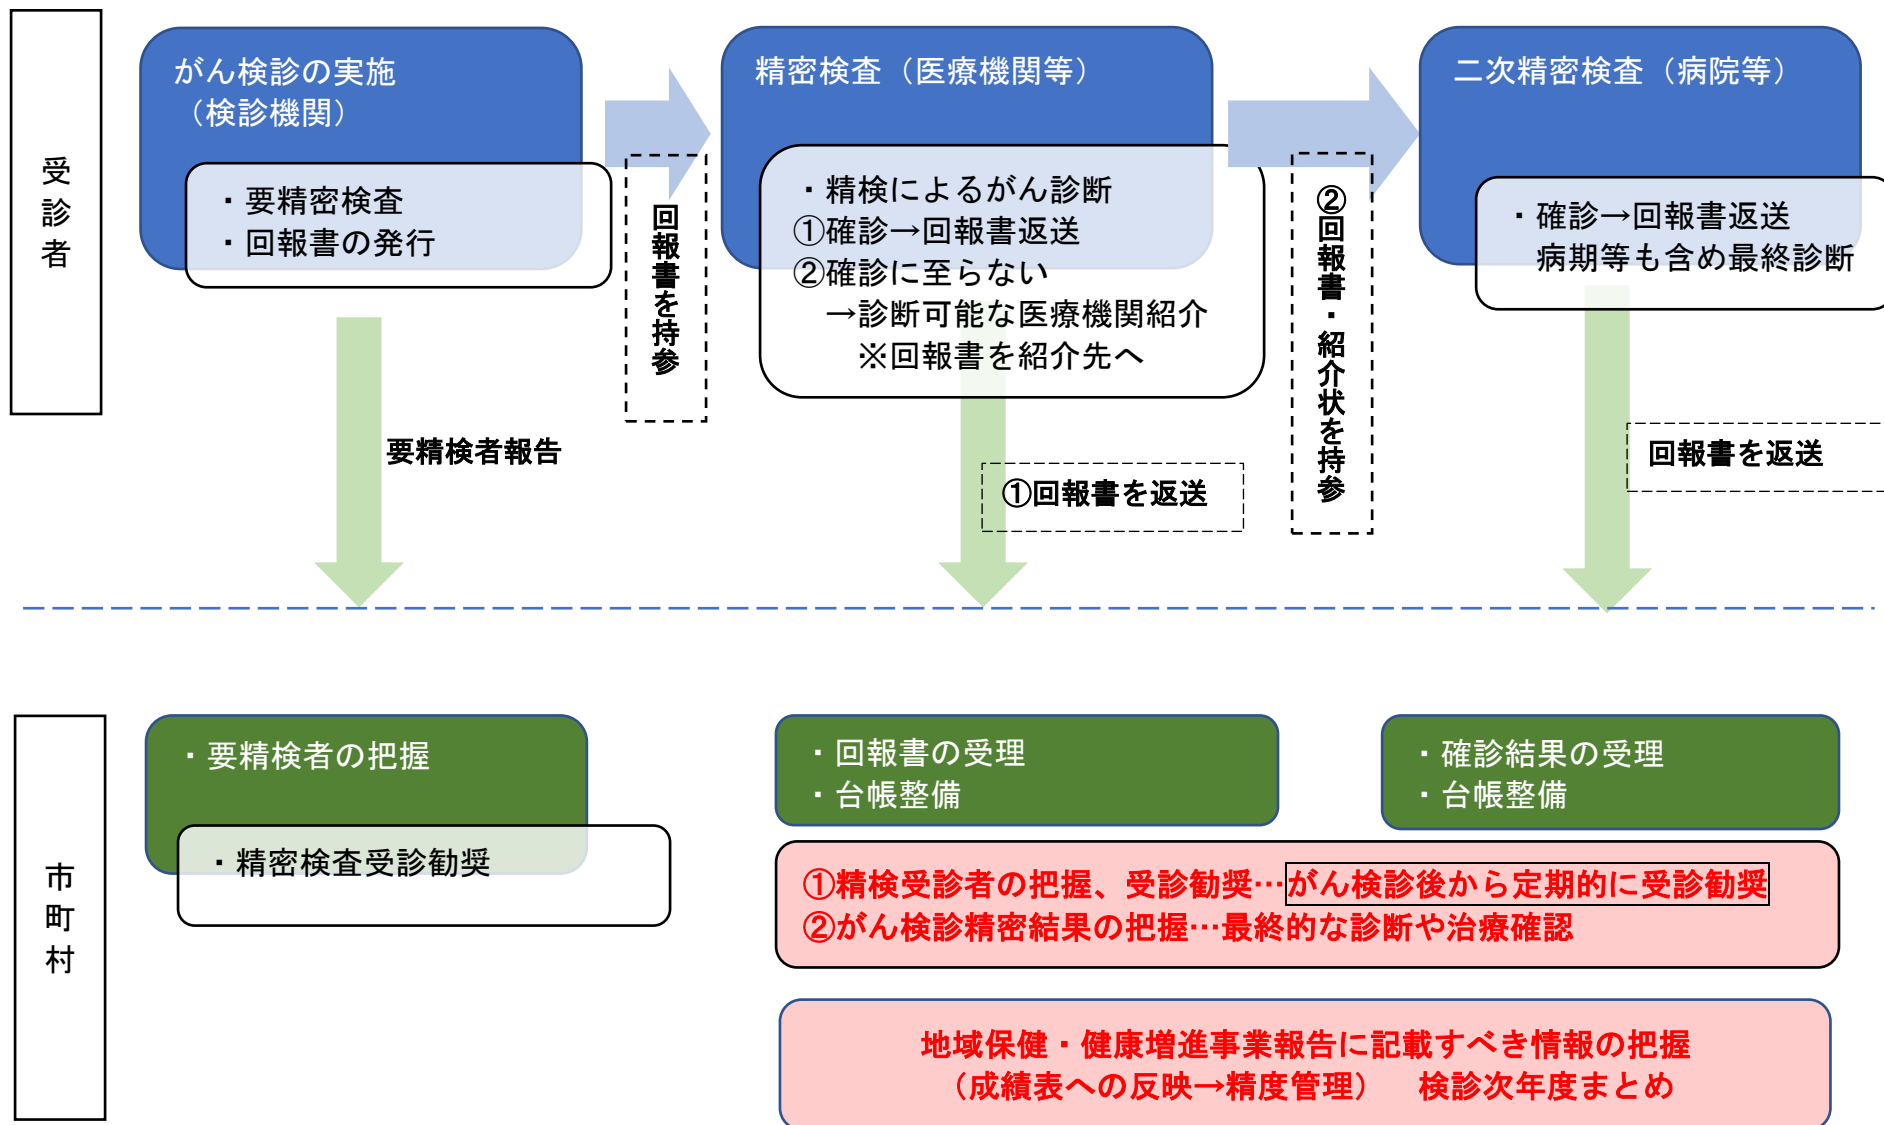 受診者
がん検診の実施
（検診機関）
・要精密検査
・回報書の発行
回報書を持参
精密検査（医療機関等）
・精検によるがん診断
①確診→回報書返送
②確診に至らない
→診断可能な医療機関紹介
※回報書を紹介先へ
②回報書・紹介状を持参
二次精密検査（病院等）
・確診→回報書返送
病期等も含め最終診断
要精検者報告
①回報書を返送
回報書を返送
市町村
・要精検者の把握
・精密検査受診勧奨
・回報書の受理
・台帳整備
・確診結果の受理
・台帳整備
①精検受診者の把握、受診勧奨…がん検診後から定期的に受診勧奨
②がん検診精密結果の把握…最終的な診断や治療確認
地域保健・健康増進事業報告に記載すべき情報の把握
（成績表への反映→精度管理）　検診次年度まとめ